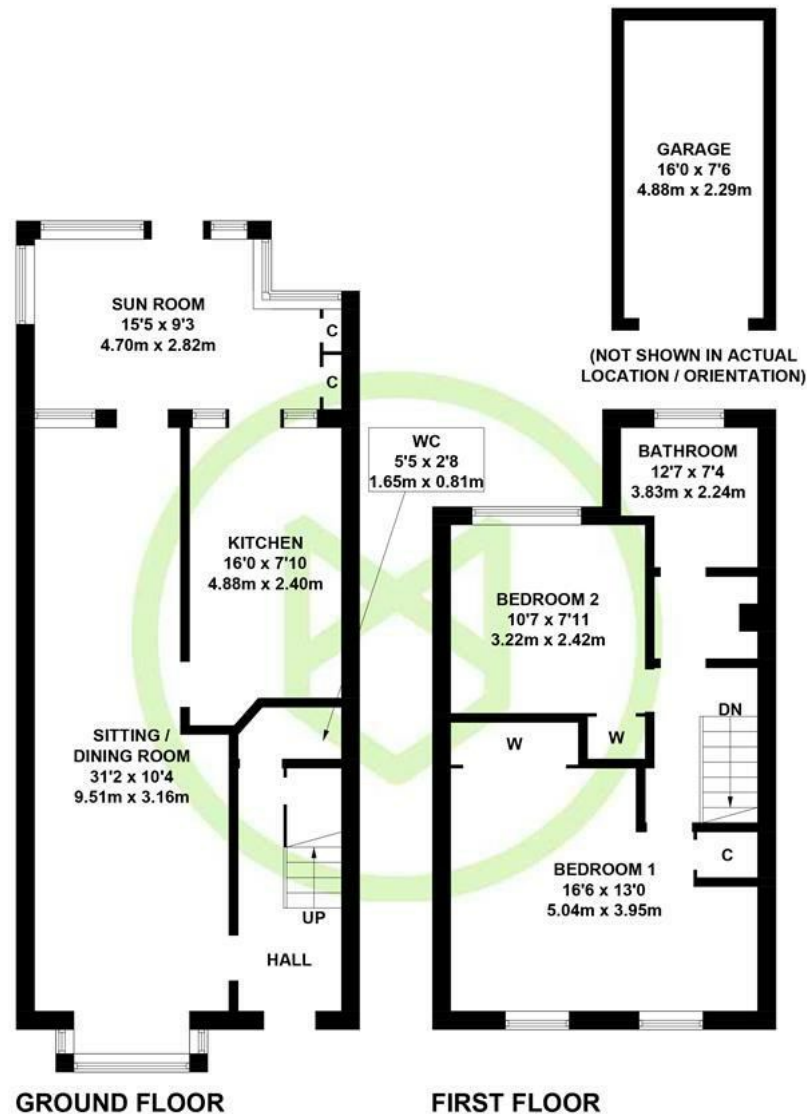 GARAGE
16'0 x 7'6
4.88m x 2.29m
(NOT SHOWN IN ACTUAL
LOCATION / ORIENTATION)
SUN ROOM
15'5 x 9'3
4.70m x 2.82m
C
C
WC
5'5 x 2'8
1.65m x 0.81m
KITCHEN
16'0 x 7'10
4.88m x 2.40m
SITTING /
DINING ROOM
31'2 x 10'4
9.51m x 3.16m
UP
HALL
GROUND FLOOR
BATHROOM
12'7 x 7'4
3.83m x 2.24m
BEDROOM 2
10'7 x 7'11
3.22m x 2.42m
DN
W
W
C
BEDROOM 1
16'6 x 13'0
5.04m x 3.95m
FIRST FLOOR